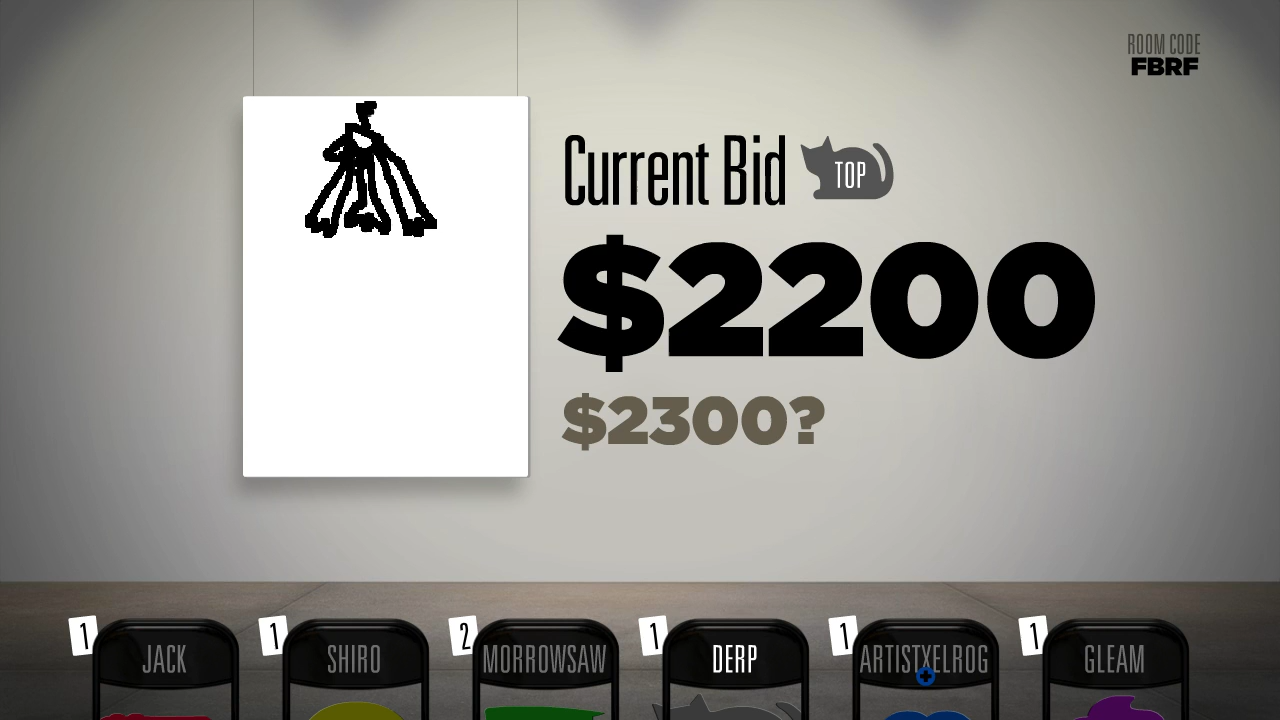 ROOM CODE
FBRF
Current Bid TOP
$2200
$2300?
1 JACK
1 SHIRO
2 MORROWSAW
1 DERP
1 ARTISTXELROG
1 GLEAM